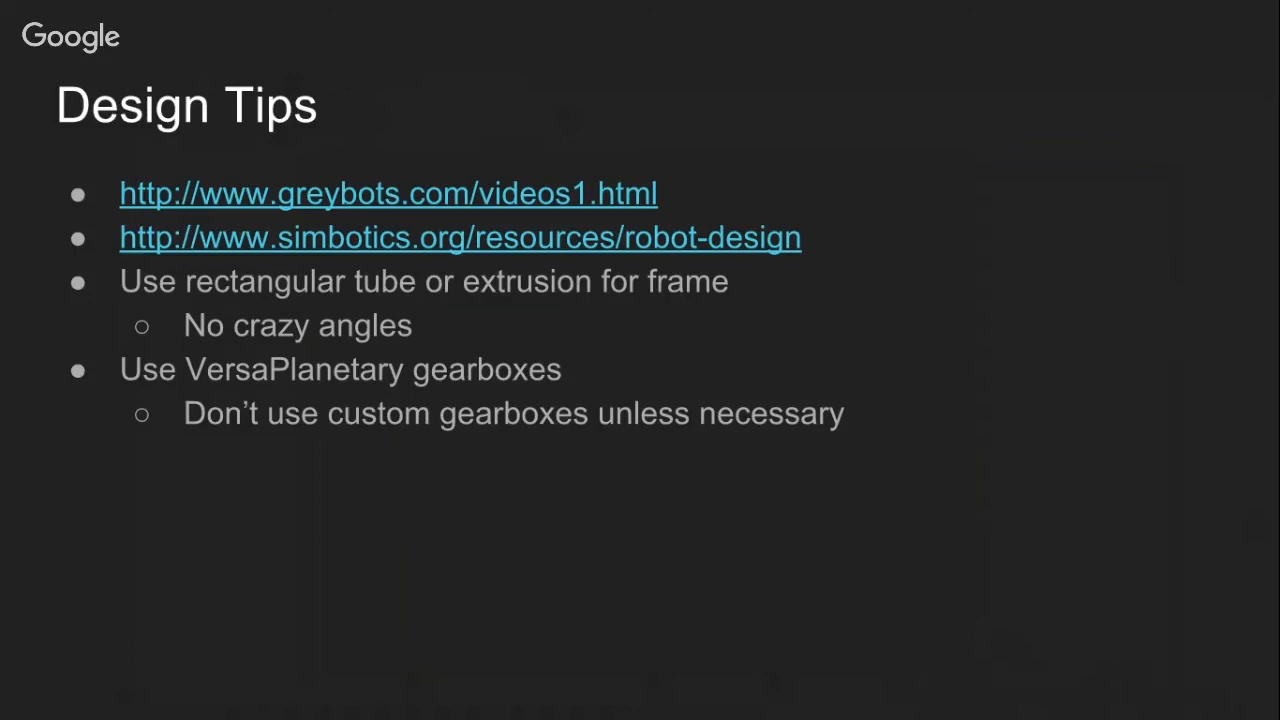 Google
Design Tips
● http://www.greybots.com/videos1.html
● http://www.simbotics.org/resources/robot-design
● Use rectangular tube or extrusion for frame
○ No crazy angles
● Use VersaPlanetary gearboxes
○ Don’t use custom gearboxes unless necessary